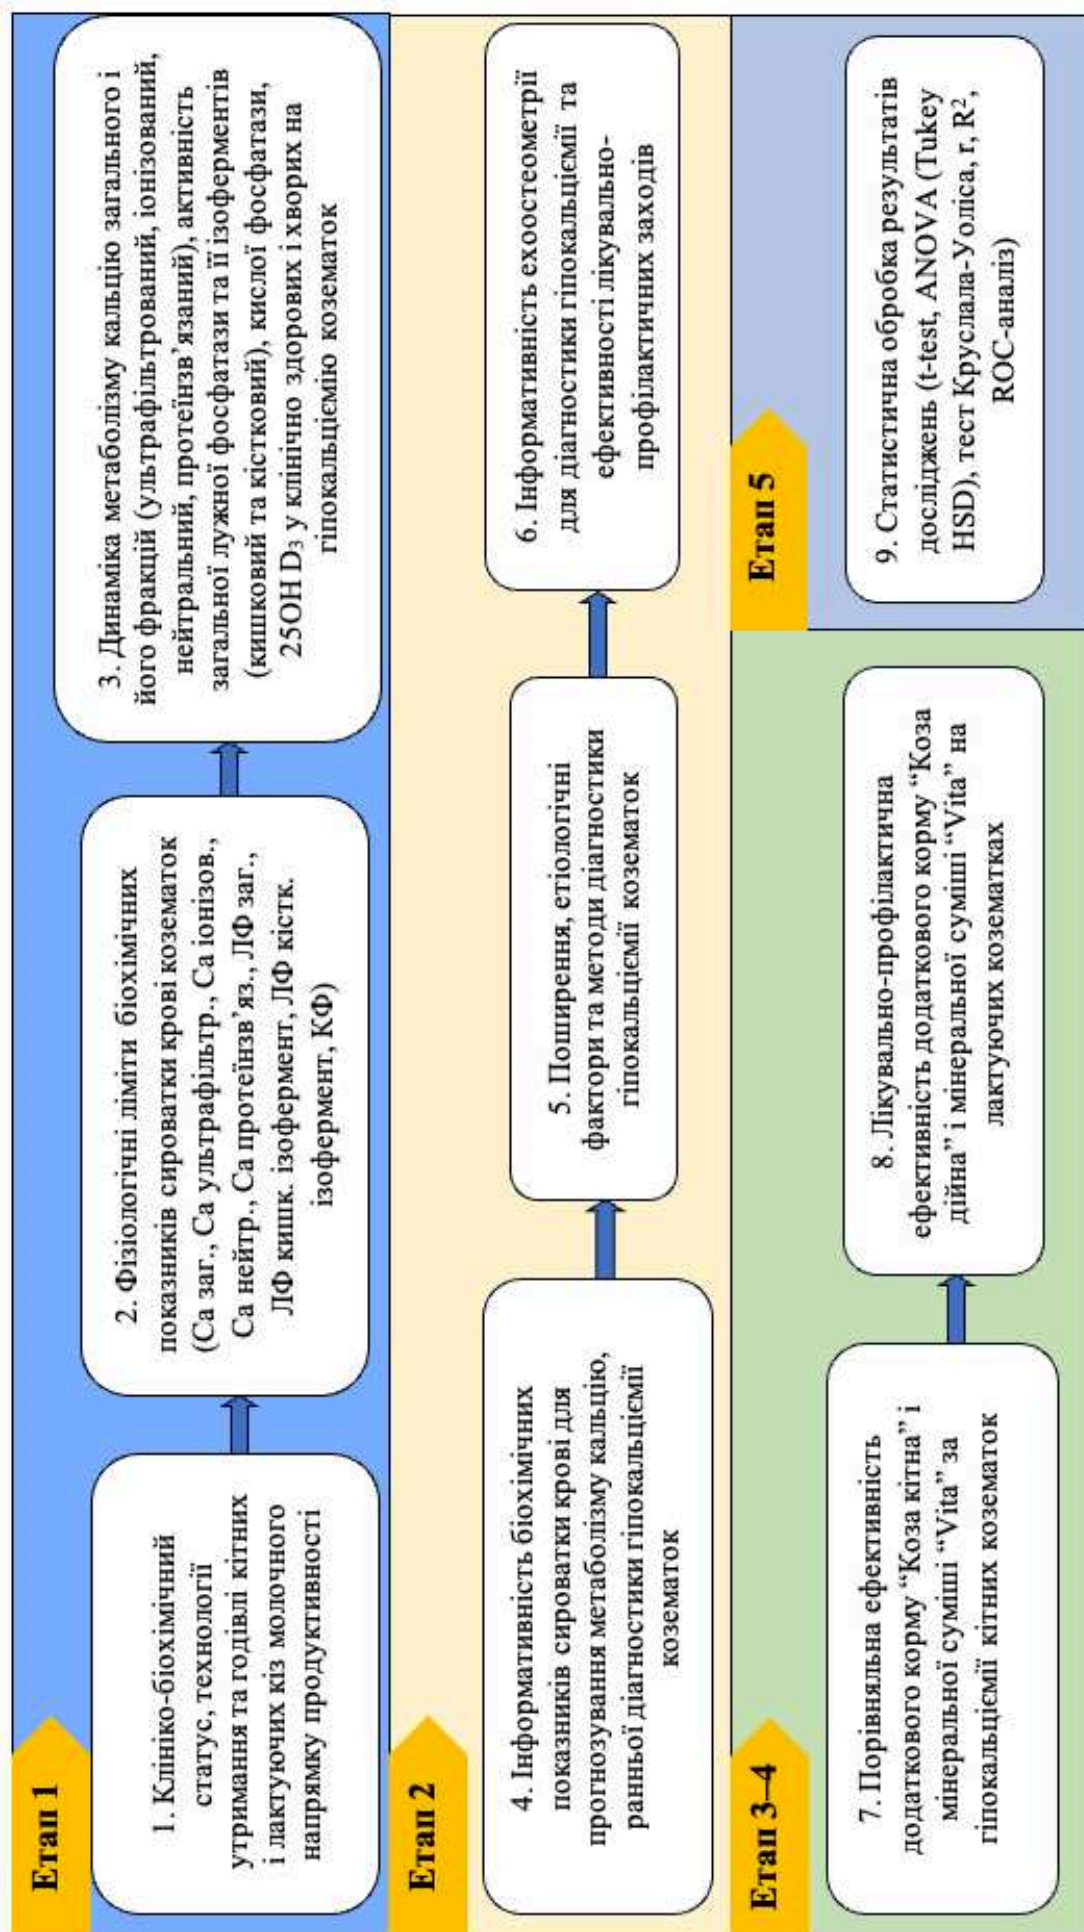 Етап 1
1. Клініко-біохімічний
статус, технології
утримання та годівлі кітних
і лактуючих кіз молочного
напрямку продуктивності
2. Фізіологічні ліміти біохімічних
показників сироватки крові козематок
(Са заг., Са ультрафільтр., Са іонізов.,
Са нейтр., Са протеїнзв’яз., ЛФ заг.,
ЛФ кишк. ізофермент, ЛФ кістк.
ізофермент, КФ)
3. Динаміка метаболізму кальцію загального і
його фракцій (ультрафільтрований, іонізований,
нейтральний, протеїнзв’язаний), активність
загальної лужної фосфатази та її ізоферментів
(кишковий та кістковий), кислої фосфатази,
25OH D₃ у клінічно здорових і хворих на
гіпокальціємію козематок
Етап 2
4. Інформативність біохімічних
показників сироватки крові для
прогнозування метаболізму кальцію,
ранньої діагностики гіпокальціємії
козематок
5. Поширення, етіологічні
фактори та методи діагностики
гіпокальціємії козематок
6. Інформативність ехоостеометрії
для діагностики гіпокальціємії та
ефективності лікувально-
профілактичних заходів
Етап 3–4
7. Порівняльна ефективність
додаткового корму “Коза кітна” і
мінеральної суміші “Vita” за
гіпокальціємії кітних козематок
8. Лікувально-профілактична
ефективність додаткового корму “Коза
дійна” і мінеральної суміші “Vita” на
лактуючих козематках
Етап 5
9. Статистична обробка результатів
досліджень (t-test, ANOVA (Tukey
HSD), тест Круслала-Уоліса, r, R²,
ROC-аналіз)